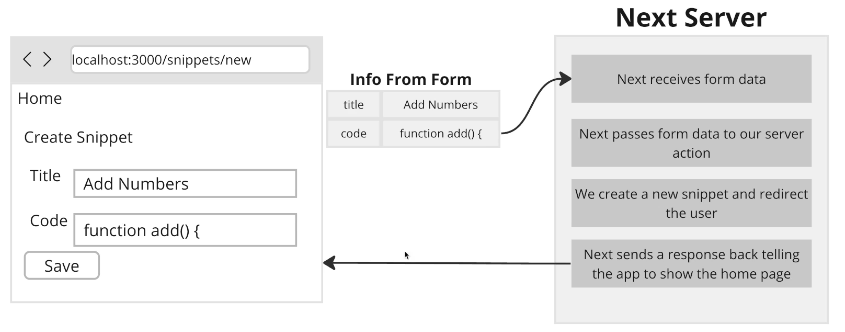 Next Server
localhost:3000/snippets/new
Home
Create Snippet
Title
Add Numbers
Code
function add() {
Save
Info From Form
title
Add Numbers
code
function add() {
Next receives form data
Next passes form data to our server
action
We create a new snippet and redirect
the user
Next sends a response back telling
the app to show the home page